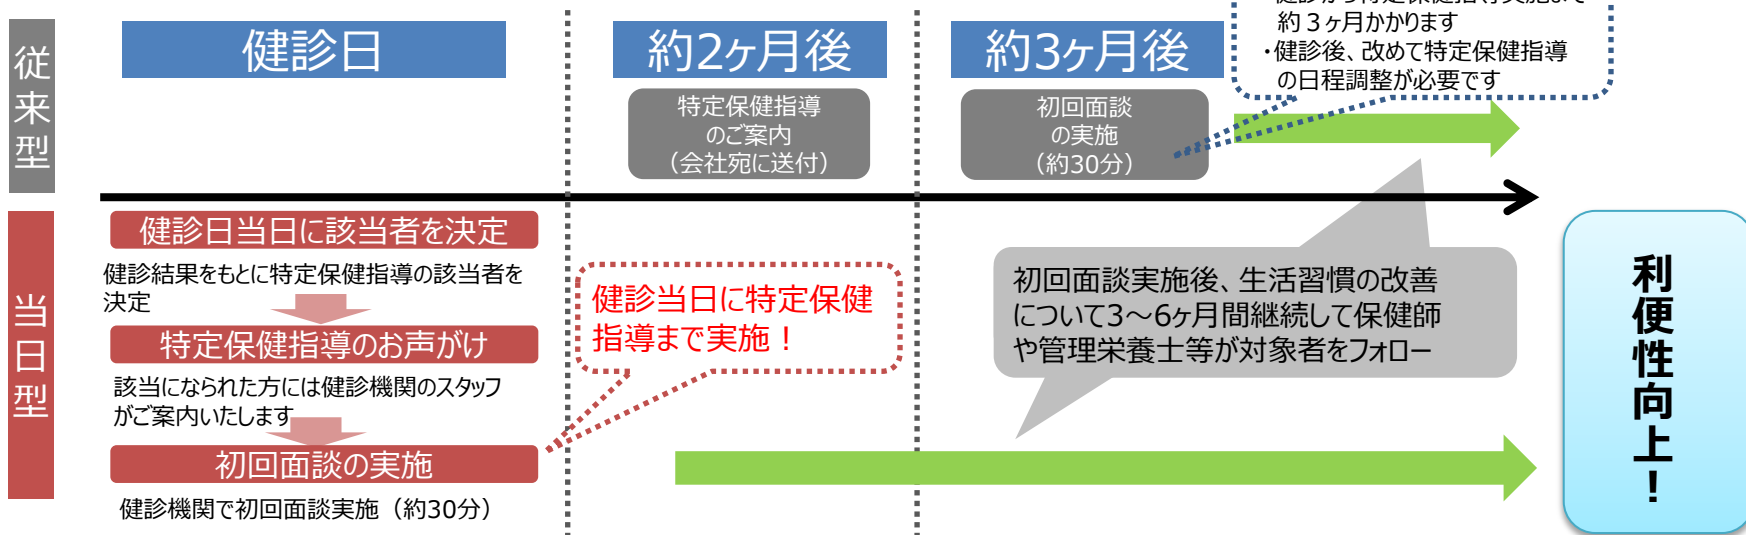 従来型
健診日
約2ヶ月後
約3ヶ月後
特定保健指導
のご案内
（会社宛に送付）
初回面談
の実施
（約30分）
約３ヶ月かかります
・健診後、改めて特定保健指導
の日程調整が必要です
当日型
健診日当日に該当者を決定
健診結果をもとに特定保健指導の該当者を
決定
特定保健指導のお声がけ
該当になられた方には健診機関のスタッフ
がご案内いたします
初回面談の実施
健診機関で初回面談実施（約30分）
健診当日に特定保健
指導まで実施！
初回面談実施後、生活習慣の改善
について3～6ヶ月間継続して保健師
や管理栄養士等が対象者をフォロー
利便性向上！